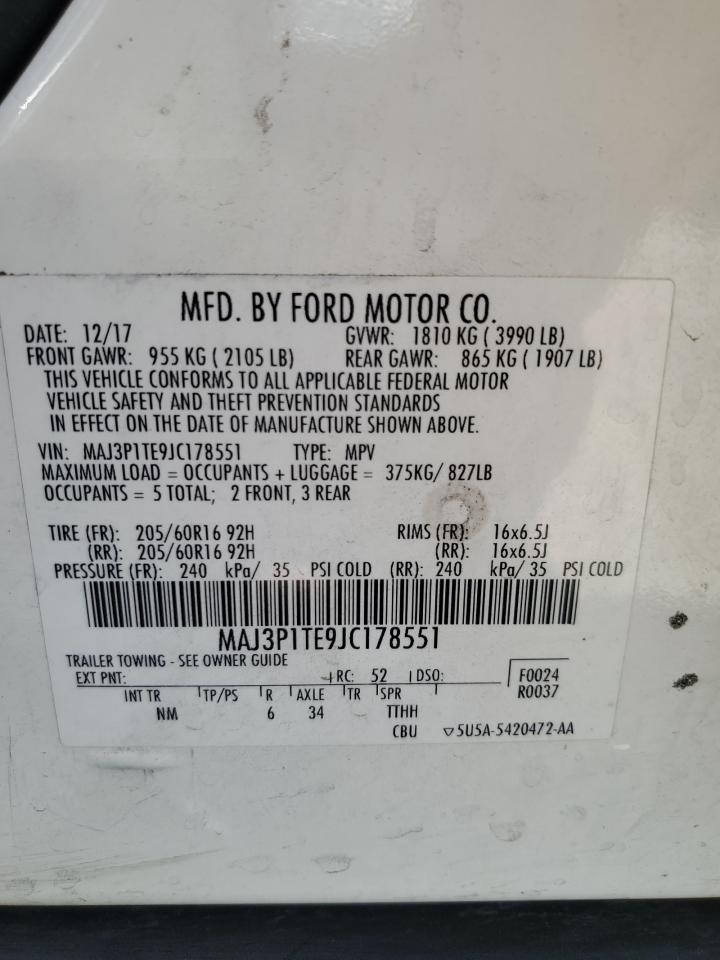 MFD. BY FORD MOTOR CO.
DATE: 12/17 GVWR: 1810 KG ( 3990 LB)
FRONT GAWR: 955 KG ( 2105 LB) REAR GAWR: 865 KG ( 1907 LB)
THIS VEHICLE CONFORMS TO ALL APPLICABLE FEDERAL MOTOR
VEHICLE SAFETY AND THEFT PREVENTION STANDARDS
IN EFFECT ON THE DATE OF MANUFACTURE SHOWN ABOVE.
VIN: MAJ3P1TE9JC178551 TYPE: MPV
MAXIMUM LOAD = OCCUPANTS + LUGGAGE = 375KG/ 827LB
OCCUPANTS = 5 TOTAL; 2 FRONT, 3 REAR
TIRE (FR): 205/60R16 92H RIMS (FR): 16x6.5J
(RR): 205/60R16 92H (RR): 16x6.5J
PRESSURE (FR): 240 kPa/ 35 PSI COLD (RR): 240 kPa/ 35 PSI COLD
MAJ3P1TE9JC178551
TRAILER TOWING - SEE OWNER GUIDE
EXT PNT: RC: 52 DSO: F0024
INT TR TP/PS R AXLE TR SPR R0037
NM 6 34 TTHH
CBU ▽5U5A-5420472-AA